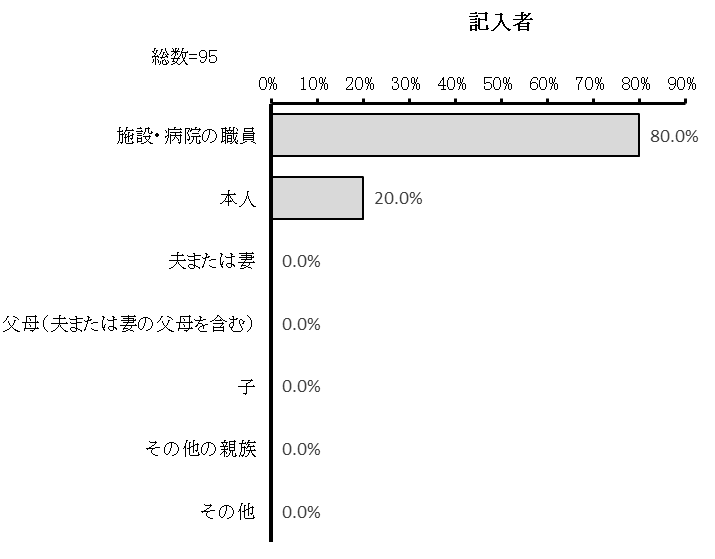 記入者
総数=95
0% 10% 20% 30% 40% 50% 60% 70% 80% 90%
施設・病院の職員 80.0%
本人 20.0%
夫または妻 0.0%
父母(夫または妻の父母を含む) 0.0%
子 0.0%
その他の親族 0.0%
その他 0.0%